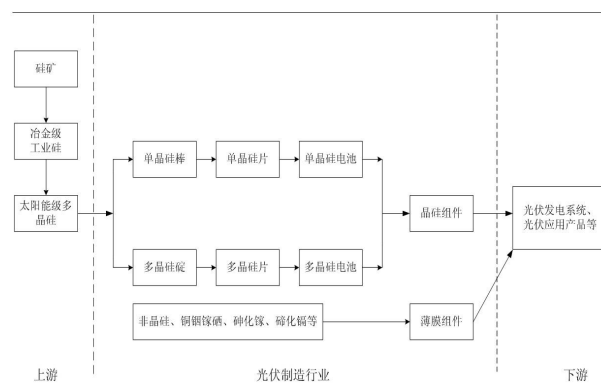 硅矿
冶金级
工业硅
太阳能级多
晶硅
单晶硅棒
单晶硅片
单晶硅电池
多晶硅碇
多晶硅片
多晶硅电池
晶硅组件
光伏发电系统、
光伏应用产品等
非晶硅、铜铟镓硒、砷化镓、碲化镉等
薄膜组件
上游
光伏制造行业
下游